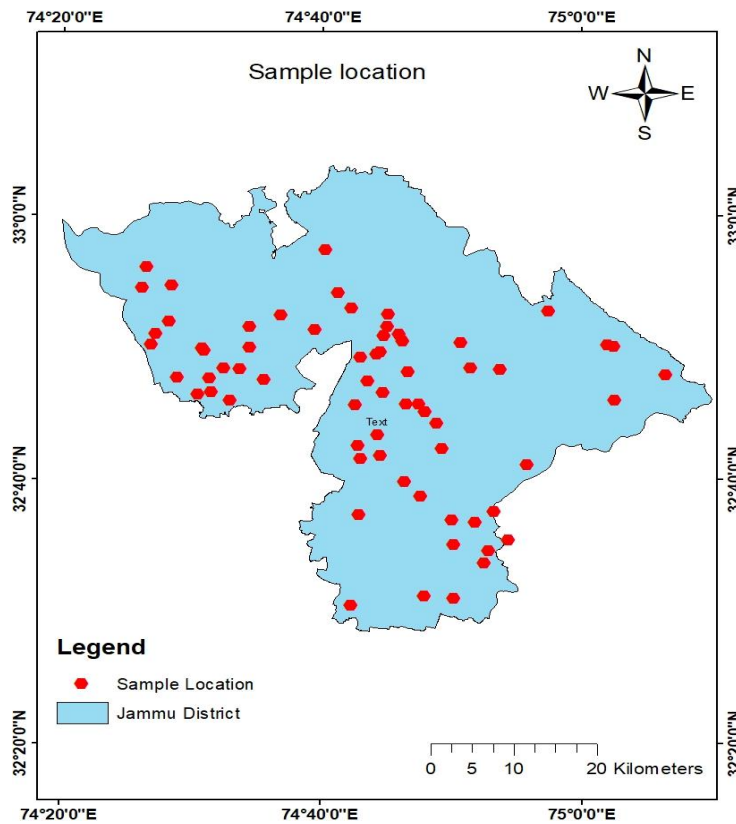 74°20'0"E 74°40'0"E 75°0'0"E
Sample location
N
W E
S
33°0'0"N 33°0'0"N
Text
32°40'0"N 32°40'0"N
Legend
Sample Location
Jammu District
32°20'0"N 32°20'0"N
0 5 10 20 Kilometers
74°20'0"E 74°40'0"E 75°0'0"E